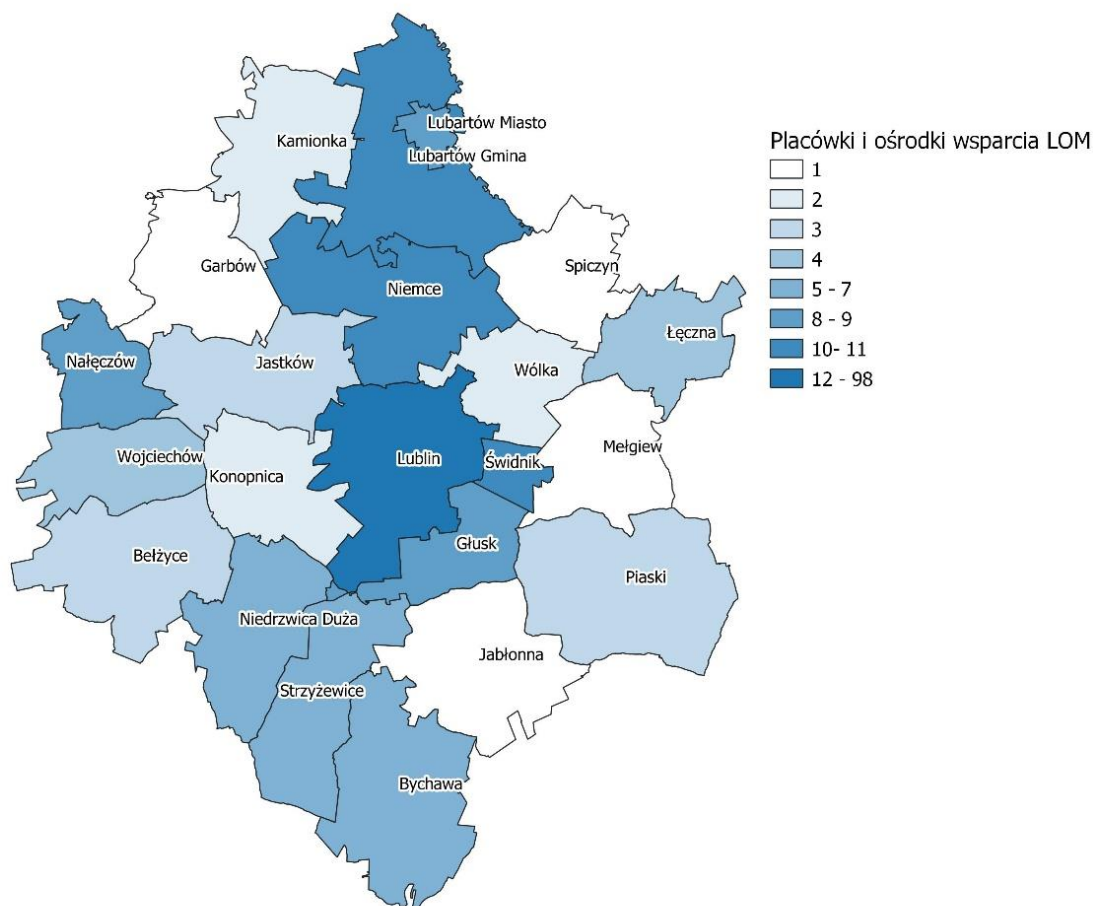 Lubartów Miasto
Kamionka
Lubartów Gmina
Garbów
Spiczyn
Niemce
Łęczna
Nałęczów
Jastków
Wólka
Mełgiew
Wojciechów
Lublin
Świdnik
Konopnica
Głusk
Bełżyce
Piaski
Niedrzwica Duża
Jabłonna
Strzyżewice
Bychawa
Placówki i ośrodki wsparcia LOM
1
2
3
4
5 - 7
8 - 9
10- 11
12 - 98